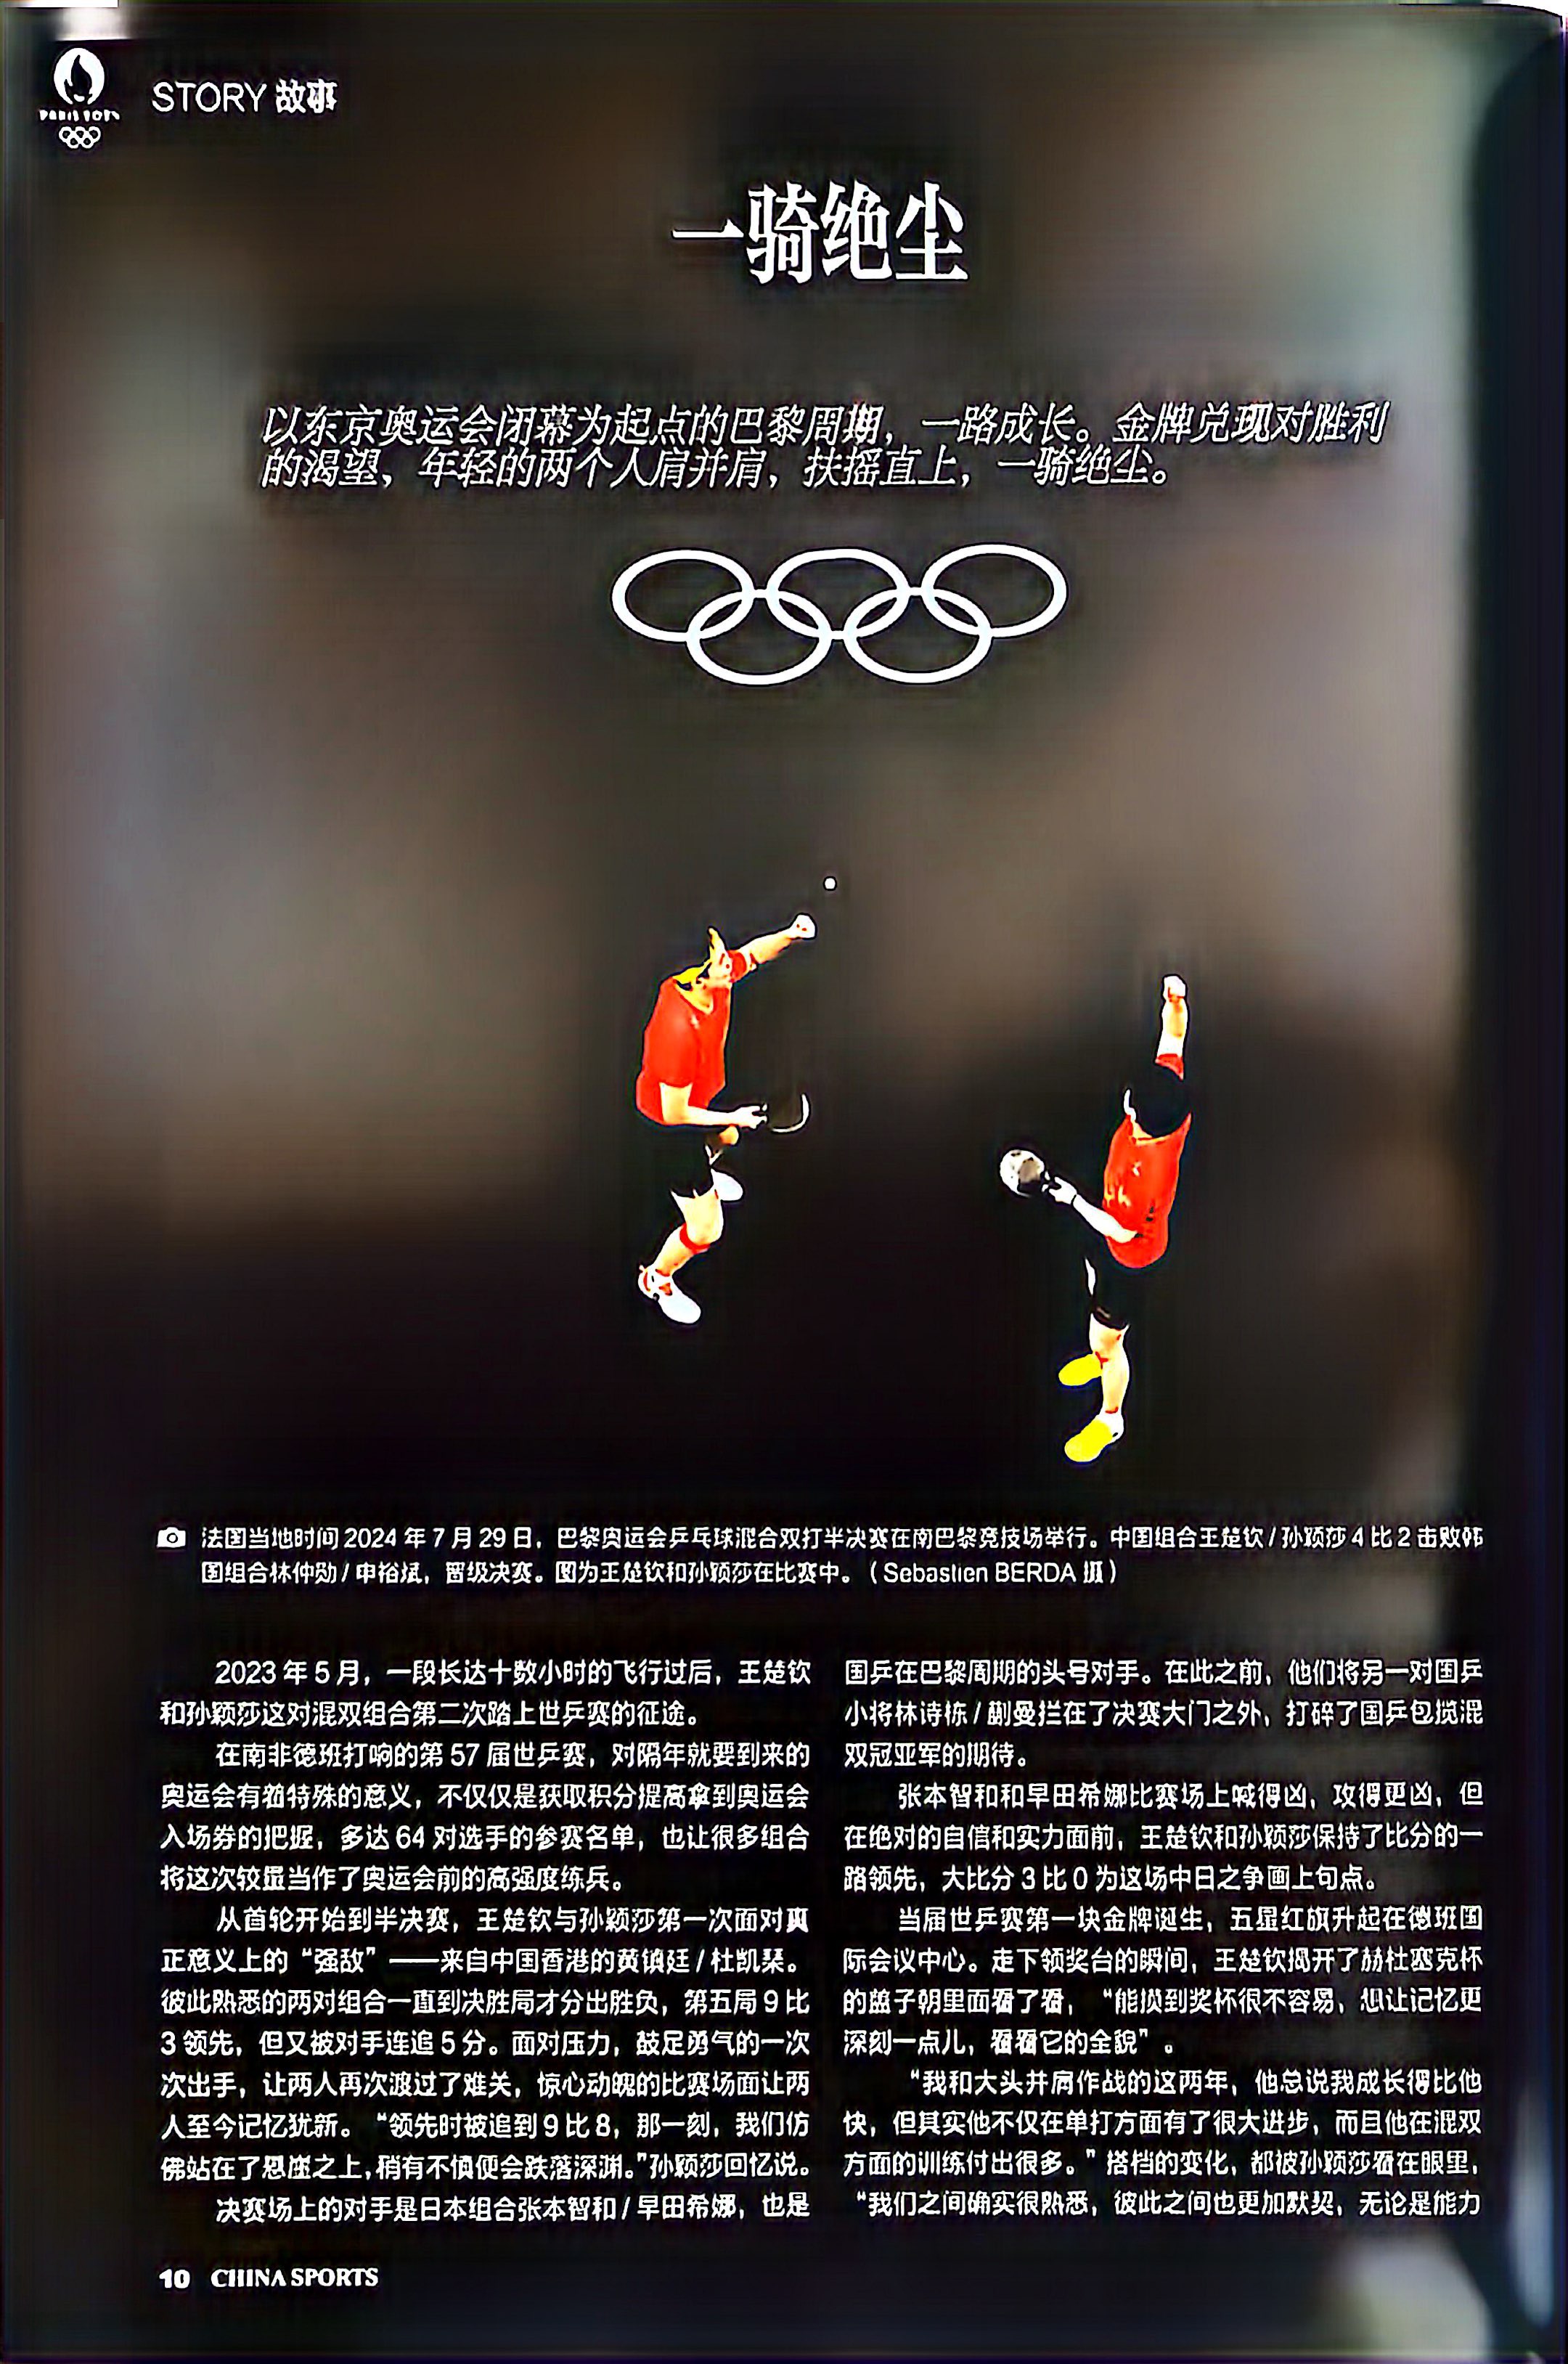 STORY 故事
一骑绝尘
以东京奥运会闭幕为起点的巴黎周期，一路成长。金牌兑现对胜利
的渴望，年轻的两个人肩并肩，扶摇直上，一骑绝尘。
法国当地时间 2024 年 7 月 29 日，巴黎奥运会乒乓球混合双打半决赛在南巴黎竞技场举行。中国组合王楚钦 / 孙颖莎 4 比 2 击败韩
国组合林仲勋 / 申裕斌，晋级决赛。图为王楚钦和孙颖莎在比赛中。（Sebastien BERDA 摄）
2023 年 5 月，一段长达十数小时的飞行过后，王楚钦
和孙颖莎这对混双组合第二次踏上世乒赛的征途。
在南非德班打响的第 57 届世乒赛，对隔年就要到来的
奥运会有着特殊的意义，不仅仅是获取积分提高拿到奥运会
入场券的把握，多达 64 对选手的参赛名单，也让很多组合
将这次较量当作了奥运会前的高强度练兵。
从首轮开始到半决赛，王楚钦与孙颖莎第一次面对真
正意义上的“强敌”——来自中国香港的黄镇廷 / 杜凯琹。
彼此熟悉的两对组合一直到决胜局才分出胜负，第五局 9 比
3 领先，但又被对手连追 5 分。面对压力，鼓足勇气的一次
次出手，让两人再次渡过了难关，惊心动魄的比赛场面让两
人至今记忆犹新。“领先时被追到 9 比 8，那一刻，我们仿
佛站在了悬崖之上，稍有不慎便会跌落深渊。”孙颖莎回忆说。
决赛场上的对手是日本组合张本智和 / 早田希娜，也是
国乒在巴黎周期的头号对手。在此之前，他们将另一对国乒
小将林诗栋 / 蒯曼拦在了决赛大门之外，打碎了国乒包揽混
双冠亚军的期待。
张本智和和早田希娜比赛场上喊得凶，攻得更凶，但
在绝对的自信和实力面前，王楚钦和孙颖莎保持了比分的一
路领先，大比分 3 比 0 为这场中日之争画上句点。
当届世乒赛第一块金牌诞生，五星红旗升起在德班国
际会议中心。走下领奖台的瞬间，王楚钦揭开了赫杜塞克杯
的盖子朝里面看了看，“能摸到奖杯很不容易，想让记忆更
深刻一点儿，看看它的全貌”。
“我和大头并肩作战的这两年，他总说我成长得比他
快，但其实他不仅在单打方面有了很大进步，而且他在混双
方面的训练付出很多。”搭档的变化，都被孙颖莎看在眼里，
“我们之间确实很熟悉，彼此之间也更加默契，无论是能力
10 CHINA SPORTS